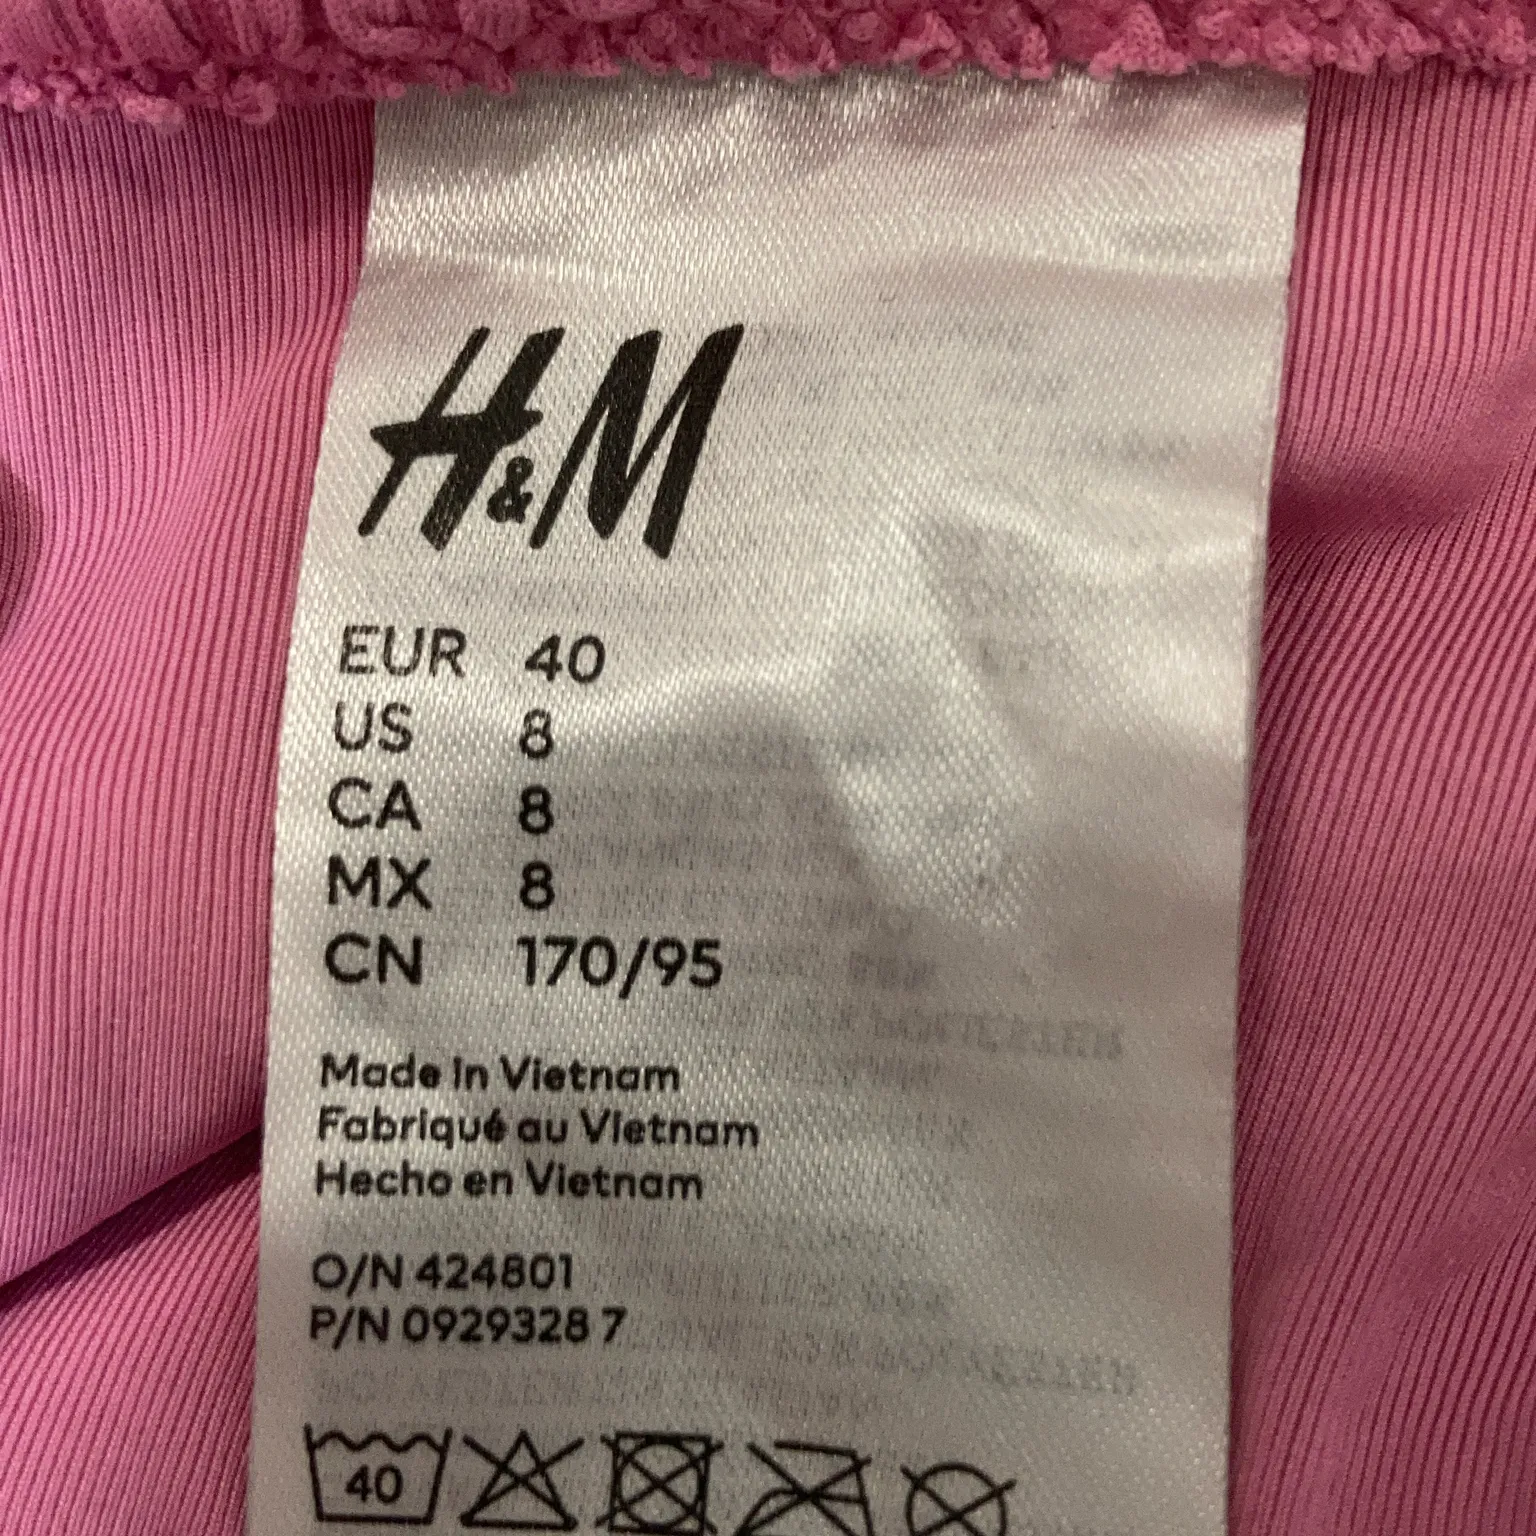 H&M
EUR 40
US 8
CA 8
MX 8
CN 170/95
Made in Vietnam
Fabriqué au Vietnam
Hecho en Vietnam
O/N 424801
P/N 0929328 7
40